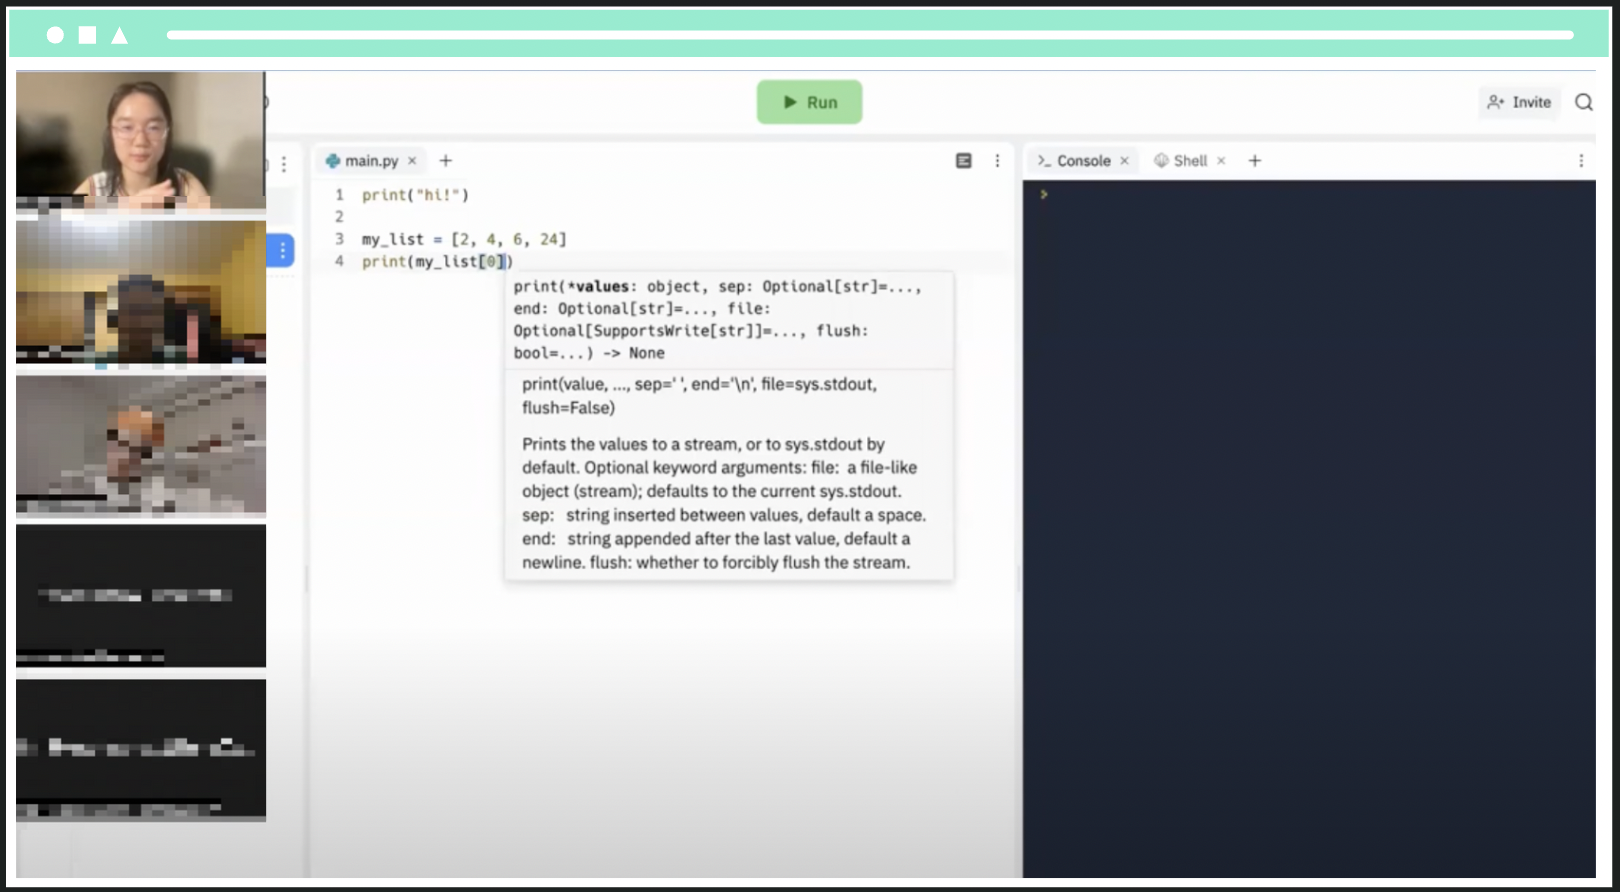 Run
Invite
main.py
1 print("hi!")
2
3 my_list = [2, 4, 6, 24]
4 print(my_list[0])
print(*values: object, sep: Optional[str]=...,
end: Optional[str]=..., file:
Optional[SupportsWrite[str]]=..., flush:
bool=...) -> None
print(value, ..., sep=' ', end='\n', file=sys.stdout,
flush=False)
Prints the values to a stream, or to sys.stdout by
default. Optional keyword arguments: file: a file-like
object (stream); defaults to the current sys.stdout.
sep: string inserted between values, default a space.
end: string appended after the last value, default a
newline. flush: whether to forcibly flush the stream.
Console
Shell